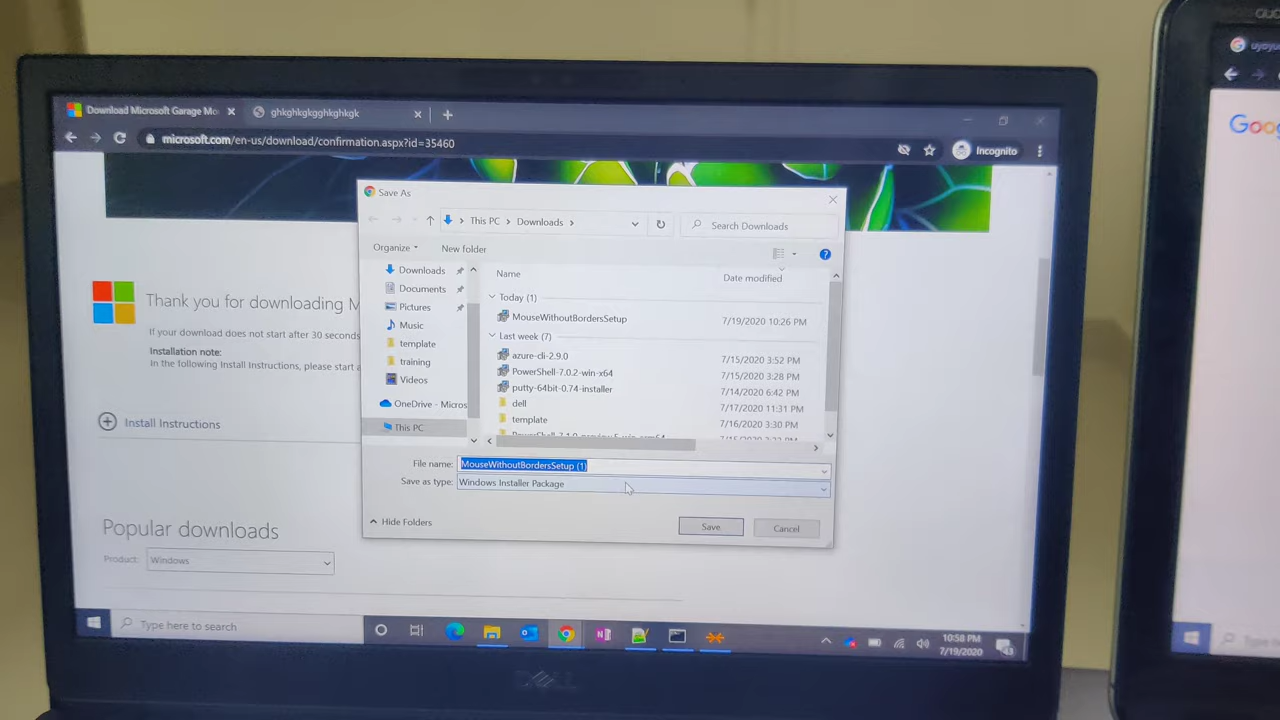 Download Microsoft Garage Mo
ghkghkgkgghkghkgk
microsoft.com/en-us/download/confirmation.aspx?id=35460
Incognito
Save As
This PC > Downloads >
Search Downloads
Organize
New folder
Downloads
Documents
Pictures
Music
template
training
Videos
OneDrive - Micros
This PC
Name
Date modified
Today (1)
MouseWithoutBordersSetup
7/19/2020 10:26 PM
Last week (7)
azure-cli-2.9.0
7/15/2020 3:52 PM
PowerShell-7.0.2-win-x64
7/15/2020 3:28 PM
putty-64bit-0.74-installer
7/14/2020 6:42 PM
dell
7/17/2020 11:31 PM
template
7/16/2020 3:30 PM
File name: MouseWithoutBordersSetup (1)
Save as type: Windows Installer Package
Hide Folders
Save
Cancel
Thank you for downloading M
If your download does not start after 30 seconds
Installation note:
In the following Install Instructions, please start a
Install Instructions
Popular downloads
Product: Windows
Type here to search
10:58 PM
7/19/2020
43
DELL
Goo
Type